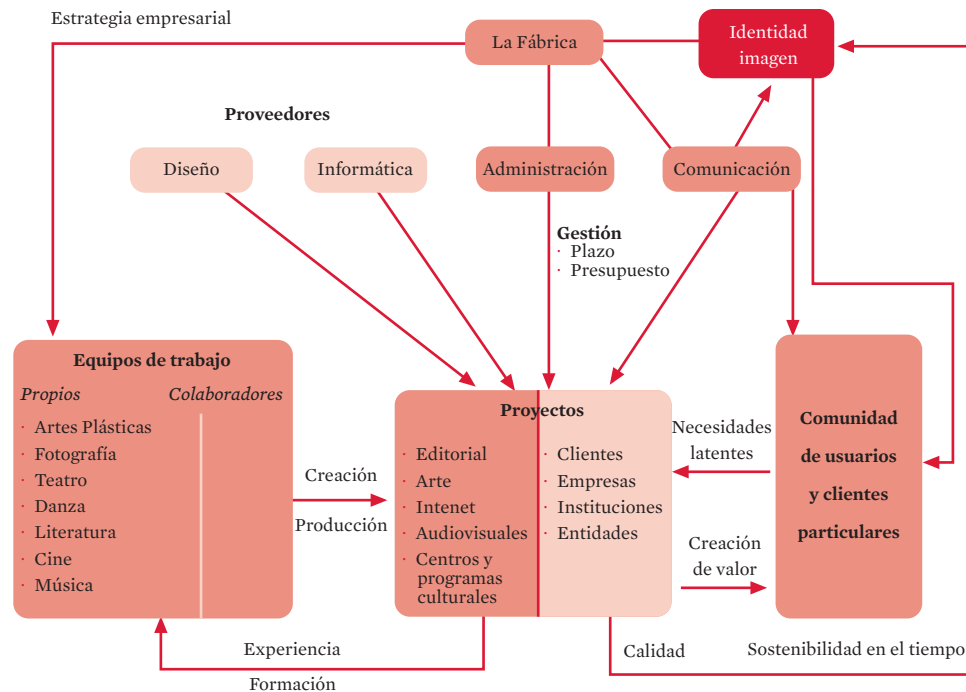 Estrategia empresarial
La Fábrica
Identidad
imagen
Proveedores
Diseño
Informática
Administración
Comunicación
Gestión
· Plazo
· Presupuesto
Equipos de trabajo
Propios
Colaboradores
· Artes Plásticas
· Fotografía
· Teatro
· Danza
· Literatura
· Cine
· Música
Creación
Producción
Proyectos
· Editorial
· Arte
· Intenet
· Audiovisuales
· Centros y
programas
culturales
· Clientes
· Empresas
· Instituciones
· Entidades
Necesidades
latentes
Creación
de valor
Comunidad
de usuarios
y clientes
particulares
Experiencia
Formación
Calidad
Sostenibilidad en el tiempo